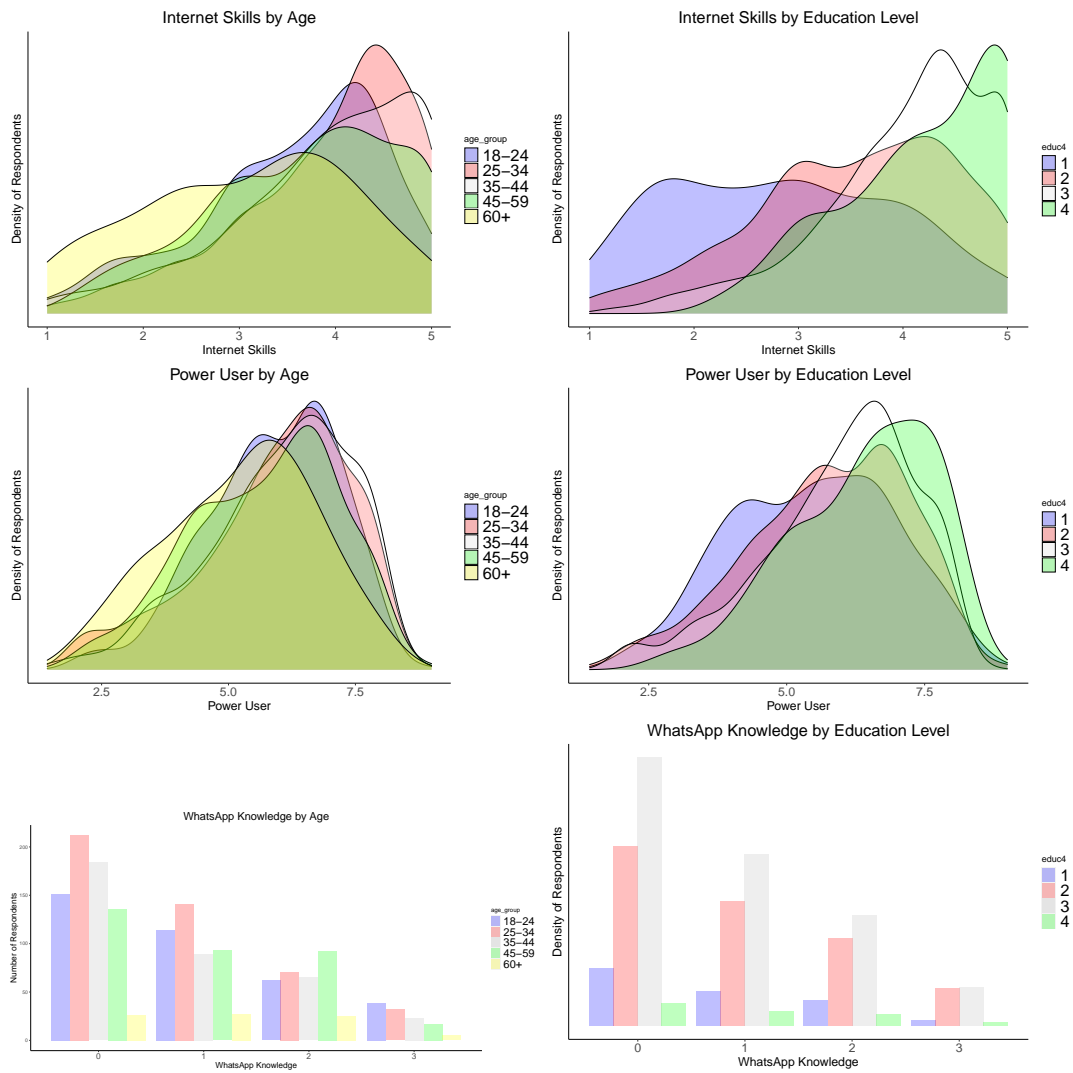 Internet Skills by Age
Density of Respondents
1 2 3 4 5
Internet Skills
age_group
18−24
25−34
35−44
45−59
60+
Internet Skills by Education Level
Density of Respondents
1 2 3 4 5
Internet Skills
educ4
1
2
3
4
Power User by Age
Density of Respondents
2.5 5.0 7.5
Power User
age_group
18−24
25−34
35−44
45−59
60+
Power User by Education Level
Density of Respondents
2.5 5.0 7.5
Power User
educ4
1
2
3
4
WhatsApp Knowledge by Age
Number of Respondents
200
150
100
50
0
0 1 2 3
WhatsApp Knowledge
age_group
18−24
25−34
35−44
45−59
60+
WhatsApp Knowledge by Education Level
Density of Respondents
0 1 2 3
WhatsApp Knowledge
educ4
1
2
3
4